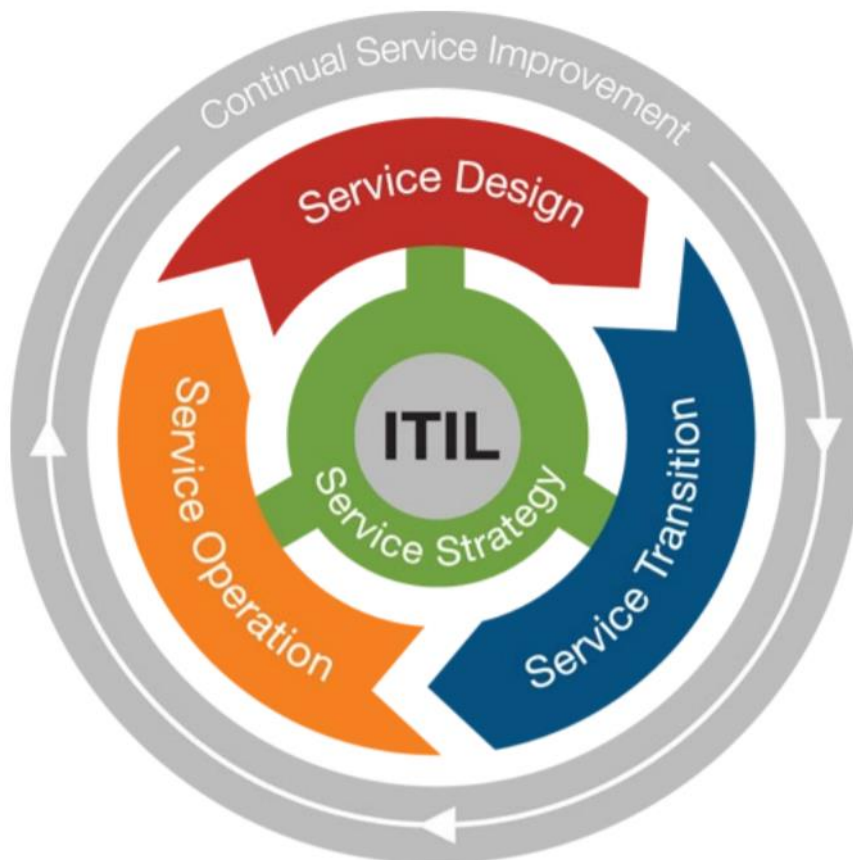 Continual Service Improvement
Service Design
Service Transition
Service Operation
Service Strategy
ITIL